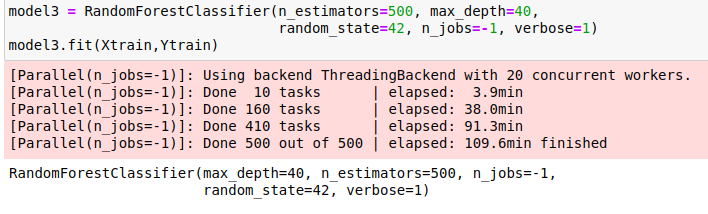 model3 = RandomForestClassifier(n_estimators=500, max_depth=40,
random_state=42, n_jobs=-1, verbose=1)
model3.fit(Xtrain,Ytrain)
[Parallel(n_jobs=-1)]: Using backend ThreadingBackend with 20 concurrent workers.
[Parallel(n_jobs=-1)]: Done  10 tasks      | elapsed:  3.9min
[Parallel(n_jobs=-1)]: Done 160 tasks      | elapsed: 38.0min
[Parallel(n_jobs=-1)]: Done 410 tasks      | elapsed: 91.3min
[Parallel(n_jobs=-1)]: Done 500 out of 500 | elapsed: 109.6min finished
RandomForestClassifier(max_depth=40, n_estimators=500, n_jobs=-1,
random_state=42, verbose=1)